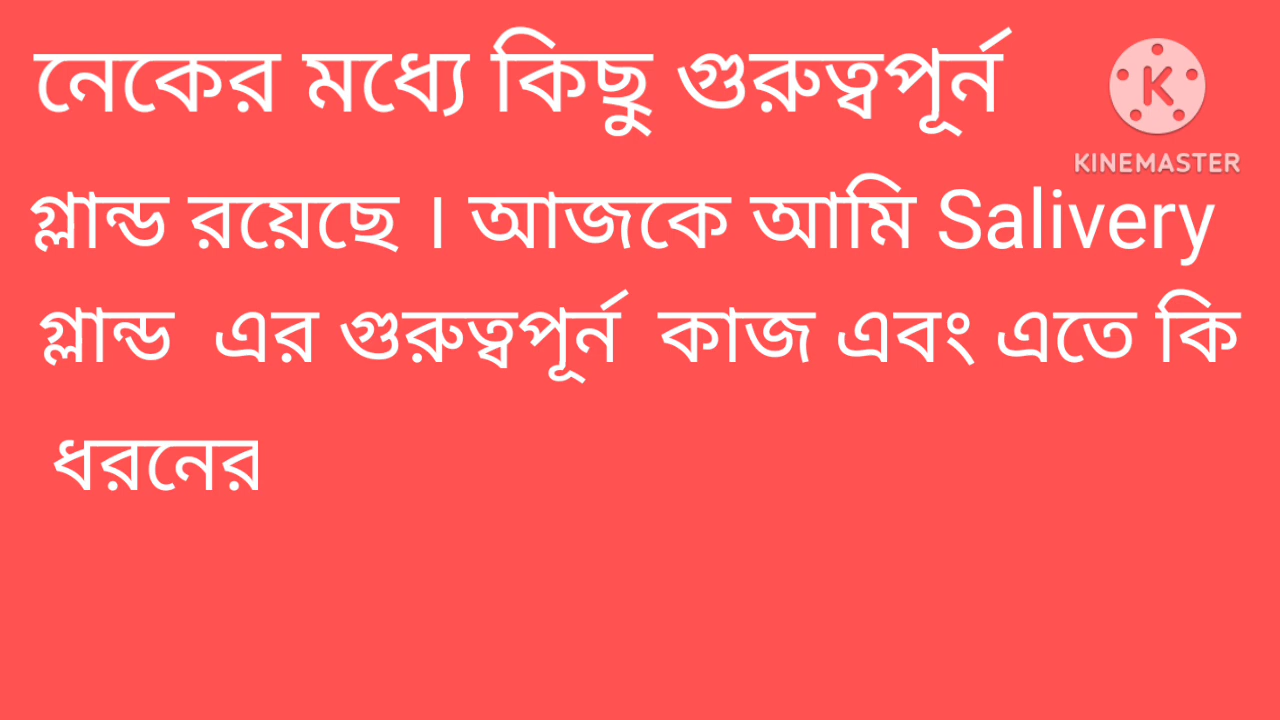 নেকের মধ্যে কিছু গুরুত্বপূর্ন
KINEMASTER
গ্লান্ড রয়েছে । আজকে আমি Salivery
গ্লান্ড এর গুরুত্বপূর্ন কাজ এবং এতে কি
ধরনের